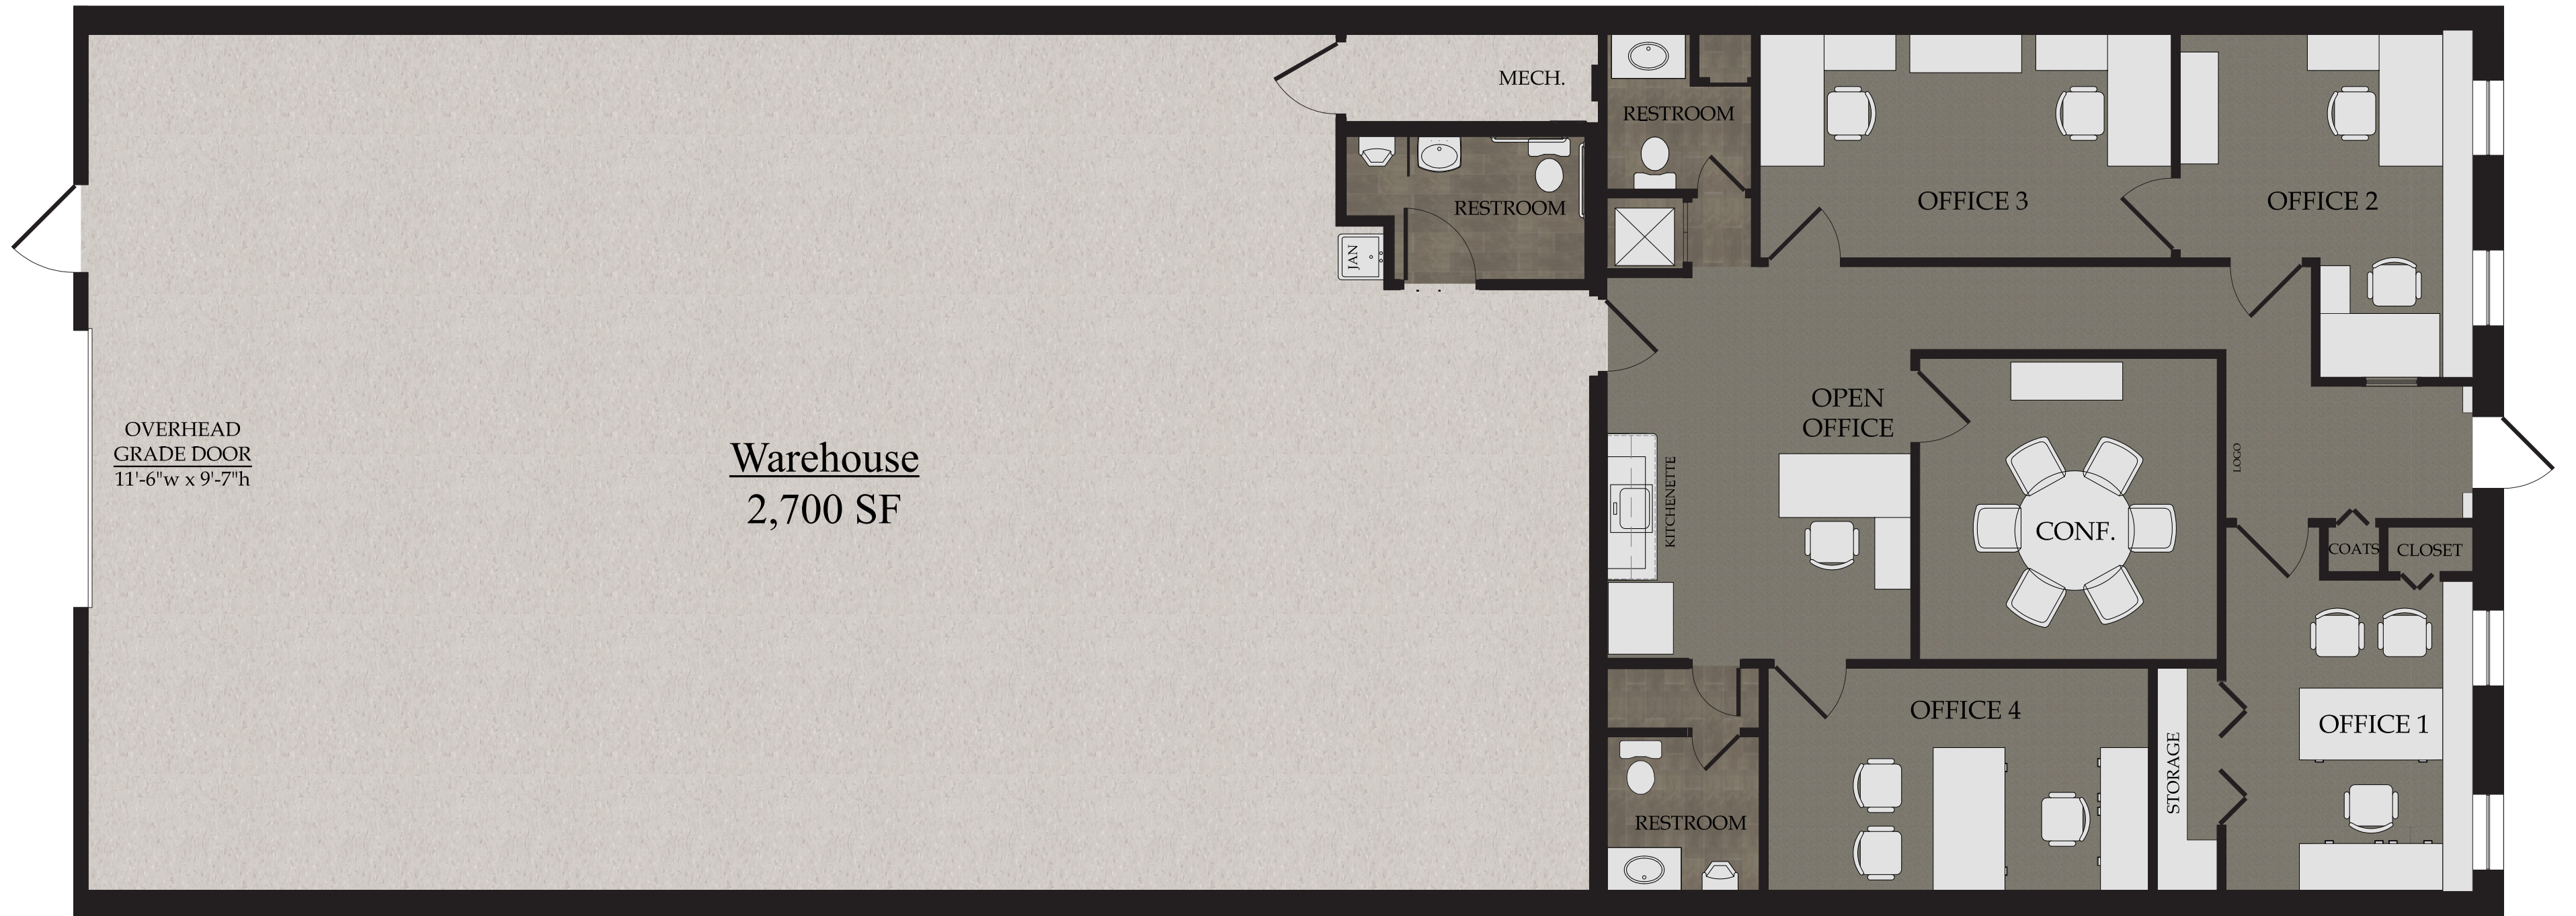 MECH.
RESTROOM
RESTROOM
JAN
OFFICE 3
OFFICE 2
OVERHEAD
GRADE DOOR
11'-6"w x 9'-7"h
Warehouse
2,700 SF
OPEN
OFFICE
KITCHENETTE
CONF.
LOGO
COATS
CLOSET
OFFICE 4
OFFICE 1
STORAGE
RESTROOM